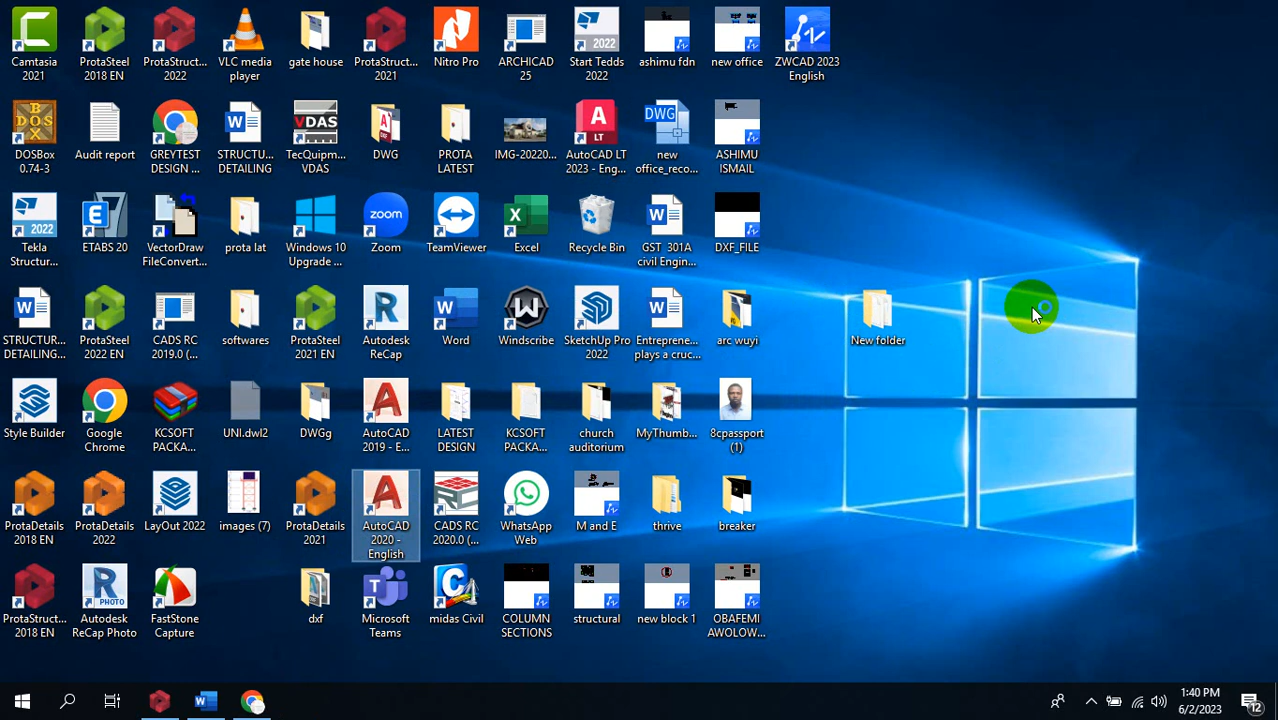 Camtasia
2021
ProtaSteel
2018 EN
ProtaStruct...
2022
VLC media
player
gate house
ProtaStruct...
2021
Nitro Pro
ARCHICAD
25
2022
Start Tedds
2022
ashimu fdn
new office
ZWCAD 2023
English
DOS
BOX
DOSBox
0.74-3
Audit report
GREYTEST
DESIGN ...
STRUCTU...
DETAILING
VDAS
TecQuipm...
VDAS
DWG
PROTA
LATEST
IMG-20220...
A
LT
AutoCAD LT
2023 - Eng...
DWG
new
office_reco...
ASHIMU
ISMAIL
2022
Tekla
Structur...
ETABS 20
VectorDraw
FileConvert...
prota lat
Windows 10
Upgrade ...
zoom
Zoom
TeamViewer
Excel
Recycle Bin
GST_301A
civil Engin...
DXF_FILE
STRUCTUR...
DETAILING...
ProtaSteel
2022 EN
CADS RC
2019.0 (...
softwares
ProtaSteel
2021 EN
Autodesk
ReCap
Word
Windscribe
SketchUp Pro
2022
Entreprene...
plays a cruc...
arc wuyi
New folder
Style Builder
Google
Chrome
KCSOFT
PACKA...
UNI.dwl2
DWGg
AutoCAD
2019 - E...
LATEST
DESIGN
KCSOFT
PACKA...
church
auditorium
MyThumb...
8cpassport
(1)
ProtaDetails
2018 EN
ProtaDetails
2022
LayOut 2022
images (7)
ProtaDetails
2021
AutoCAD
2020 -
English
CADS RC
2020.0 (...
WhatsApp
Web
M and E
thrive
breaker
ProtaStruct...
2018 EN
PHOTO
Autodesk
ReCap Photo
FastStone
Capture
dxf
Microsoft
Teams
midas Civil
COLUMN
SECTIONS
structural
new block 1
OBAFEMI
AWOLOW...
1:40 PM
6/2/2023
12